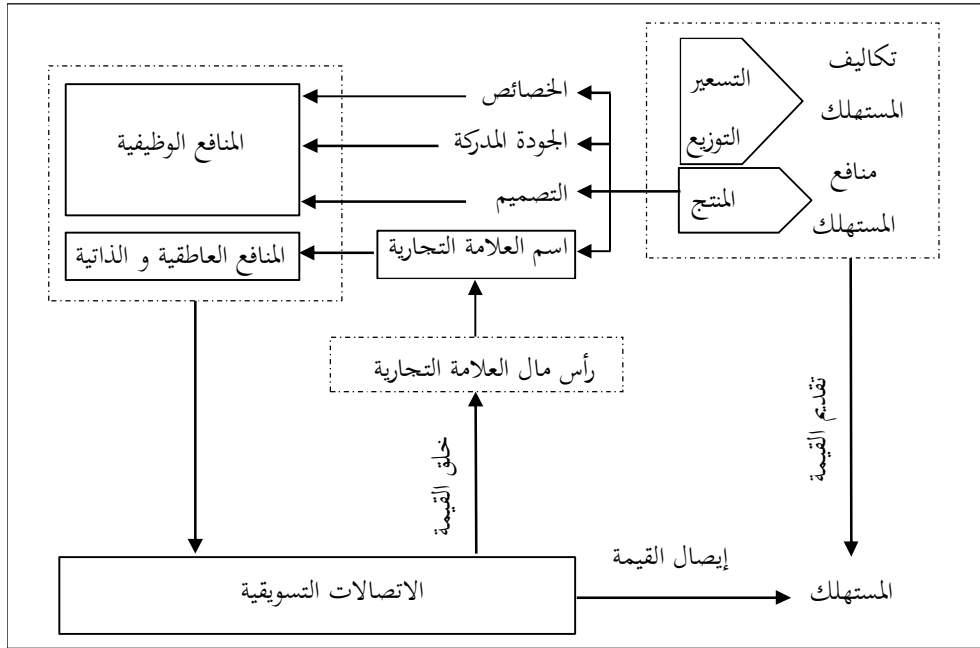 تكاليف
المستهلك
التسعير
التوزيع
منافع
المستهلك
المنتج
الخصائص
الجودة المدركة
التصميم
اسم العلامة التجارية
المنافع الوظيفية
المنافع العاطقية و الذاتية
رأس مال العلامة التجارية
تقديم القيمة
خلق القيمة
إيصال القيمة
المستهلك
الاتصالات التسويقية